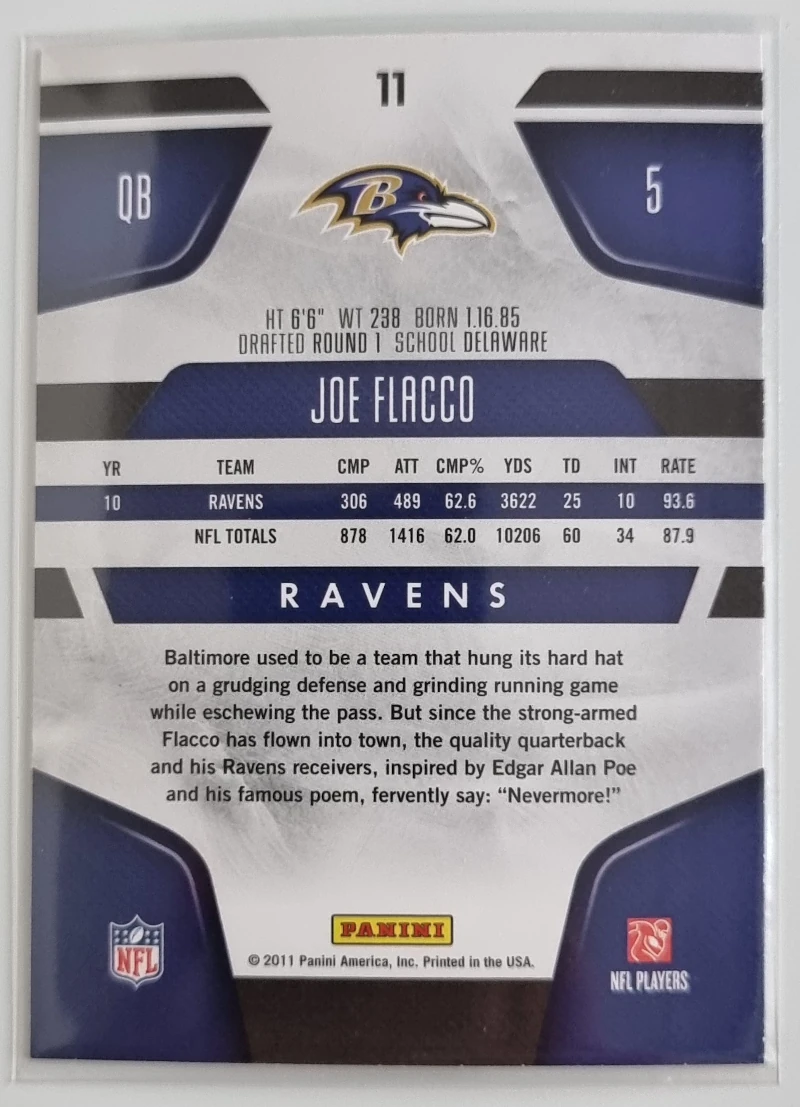 11
QB
B
5
HT 6'6" WT 238 BORN 1.16.85
DRAFTED ROUND 1 SCHOOL DELAWARE
JOE FLACCO
YR TEAM CMP ATT CMP% YDS TD INT RATE
10 RAVENS 306 489 62.6 3622 25 10 93.6
NFL TOTALS 878 1416 62.0 10206 60 34 87.9
RAVENS
Baltimore used to be a team that hung its hard hat
on a grudging defense and grinding running game
while eschewing the pass. But since the strong-armed
Flacco has flown into town, the quality quarterback
and his Ravens receivers, inspired by Edgar Allan Poe
and his famous poem, fervently say: “Nevermore!”
PANINI
© 2011 Panini America, Inc. Printed in the USA.
NFL
NFL PLAYERS